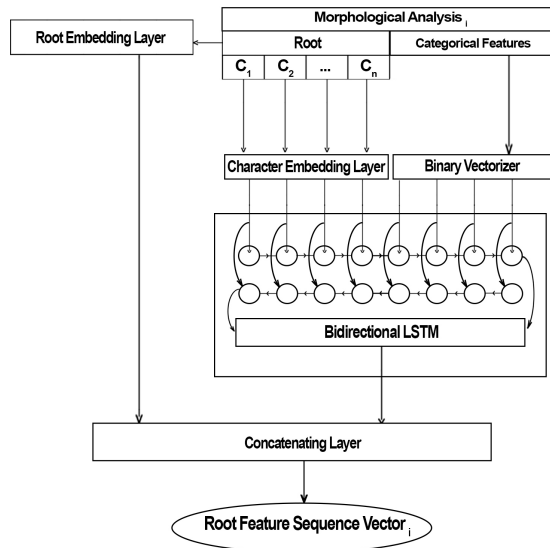 Morphological Analysis i
Root Embedding Layer
Root
Categorical Features
C1 C2 ... Cn
Character Embedding Layer
Binary Vectorizer
Bidirectional LSTM
Concatenating Layer
Root Feature Sequence Vector i